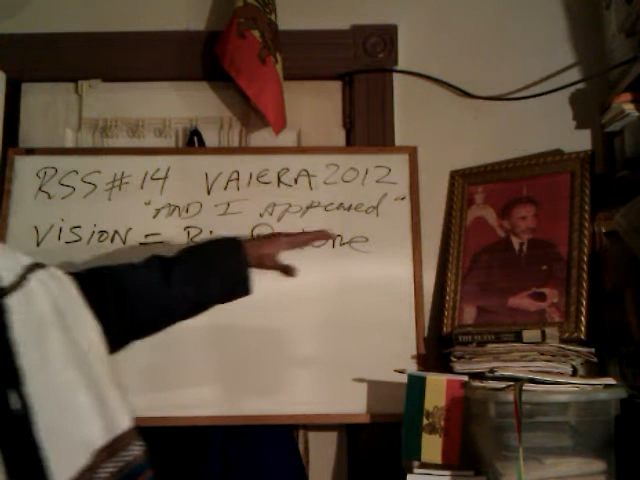 RSS#14 VAIERA 2012
"AND I Appeared"
VISION =